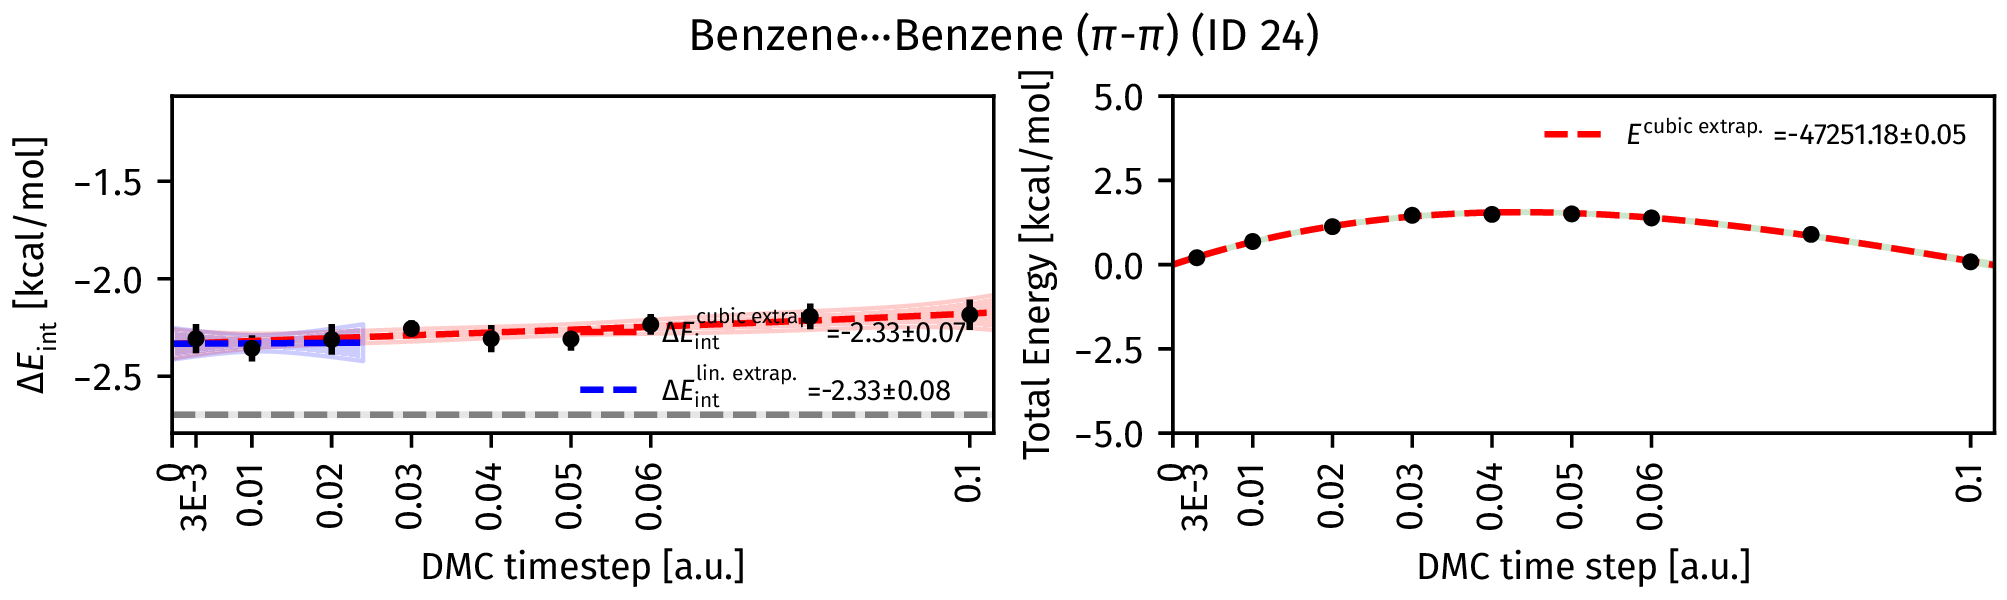 Benzene···Benzene (π-π) (ID 24)
ΔE_int [kcal/mol]
−1.5
−2.0
−2.5
ΔE_int^cubic extrap. =-2.33±0.07
ΔE_int^lin. extrap. =-2.33±0.08
0
3E-3
0.01
0.02
0.03
0.04
0.05
0.06
0.1
DMC timestep [a.u.]
Total Energy [kcal/mol]
5.0
2.5
0.0
−2.5
−5.0
E^cubic extrap. =-47251.18±0.05
0
3E-3
0.01
0.02
0.03
0.04
0.05
0.06
0.1
DMC time step [a.u.]